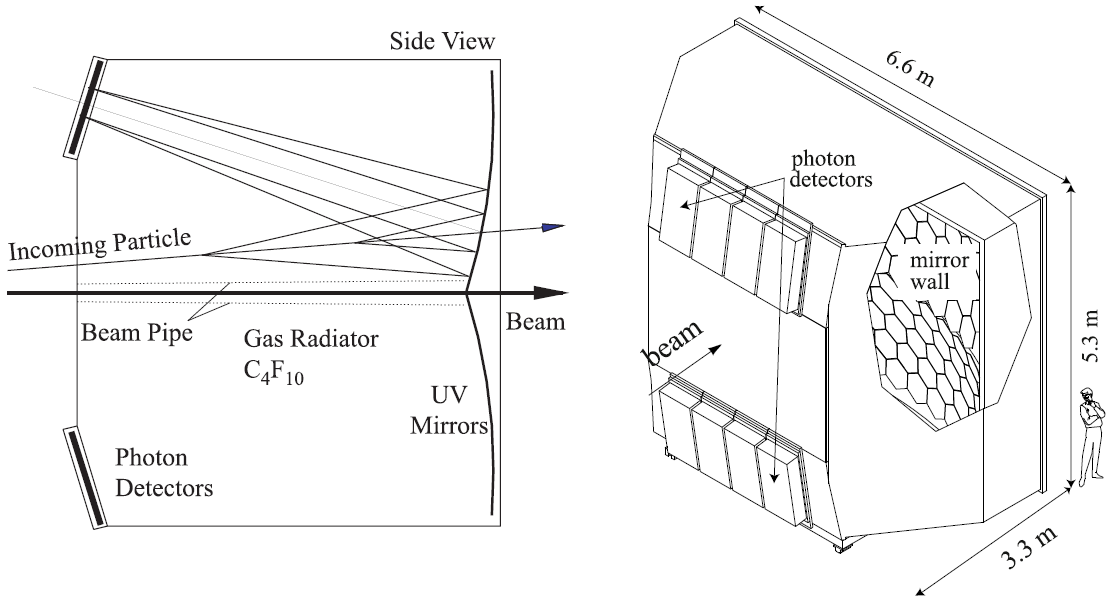 Side View
Incoming Particle
Beam Pipe
Beam
Gas Radiator
C₄F₁₀
UV
Mirrors
Photon
Detectors
6.6 m
photon
detectors
mirror
wall
beam
5.3 m
3.3 m